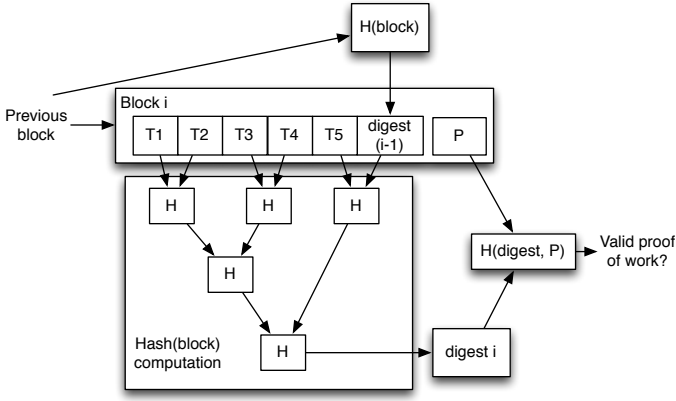 H(block)
Previous
block
Block i
T1 T2 T3 T4 T5 digest
(i-1)
P
H H H
H
H(digest, P)
Valid proof
of work?
Hash(block)
computation
H
digest i